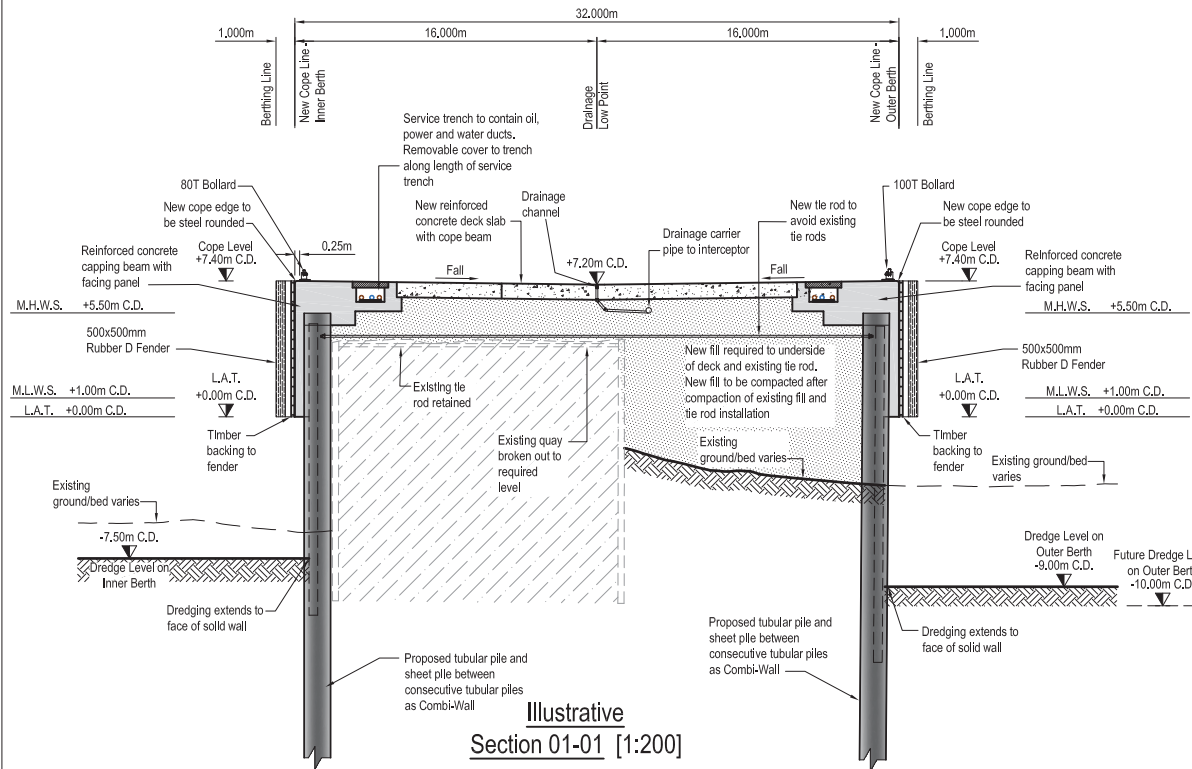 32.000m
1.000m
16.000m
16.000m
1.000m
Berthing Line
New Cope Line -
Inner Berth
Drainage
Low Point
New Cope Line -
Outer Berth
Berthing Line
Service trench to contain oil,
power and water ducts.
Removable cover to trench
along length of service
trench
80T Bollard
New cope edge to
be steel rounded
Cope Level
+7.40m C.D.
0.25m
Reinforced concrete
capping beam with
facing panel
New reinforced
concrete deck slab
with cope beam
Drainage
channel
+7.20m C.D.
Drainage carrier
pipe to interceptor
New tie rod to
avoid existing
tie rods
100T Bollard
New cope edge to
be steel rounded
Cope Level
+7.40m C.D.
Reinforced concrete
capping beam with
facing panel
Fall
Fall
M.H.W.S. +5.50m C.D.
M.H.W.S. +5.50m C.D.
500x500mm
Rubber D Fender
500x500mm
Rubber D Fender
L.A.T.
+0.00m C.D.
L.A.T.
+0.00m C.D.
M.L.W.S. +1.00m C.D.
L.A.T. +0.00m C.D.
M.L.W.S. +1.00m C.D.
L.A.T. +0.00m C.D.
Timber
backing to
fender
Timber
backing to
fender
Existing tie
rod retained
New fill required to underside
of deck and existing tie rod.
New fill to be compacted after
compaction of existing fill and
tie rod installation
Existing quay
broken out to
required
level
Existing
ground/bed varies
Existing ground/bed
varies
Existing
ground/bed varies
-7.50m C.D.
Dredge Level on
Inner Berth
Dredge Level on
Outer Berth
-9.00m C.D.
Future Dredge L
on Outer Bert
-10.00m C.D
Dredging extends to
face of solid wall
Dredging extends to
face of solid wall
Proposed tubular pile and
sheet pile between
consecutive tubular piles
as Combi-Wall
Proposed tubular pile and
sheet pile between
consecutive tubular piles
as Combi-Wall
Illustrative
Section 01-01 [1:200]